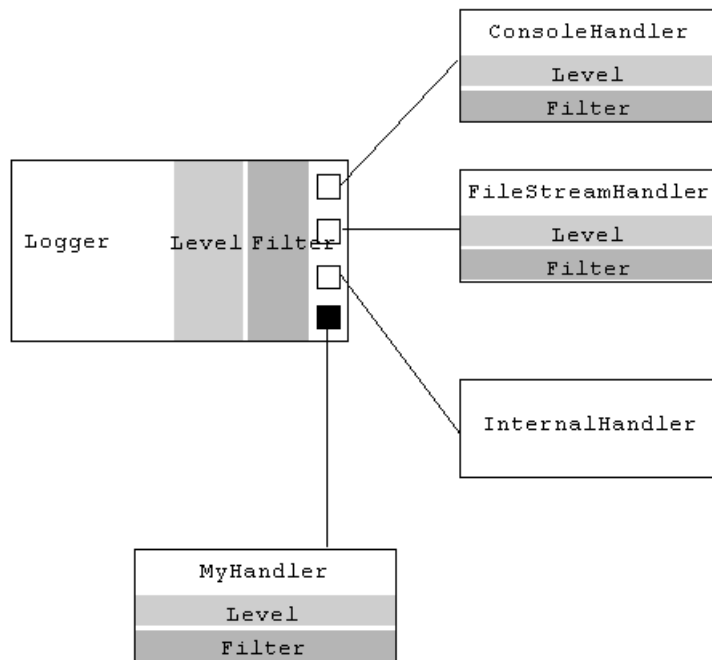 ConsoleHandler
Level
Filter
FileStreamHandler
Level
Filter
Logger Level Filter
InternalHandler
MyHandler
Level
Filter